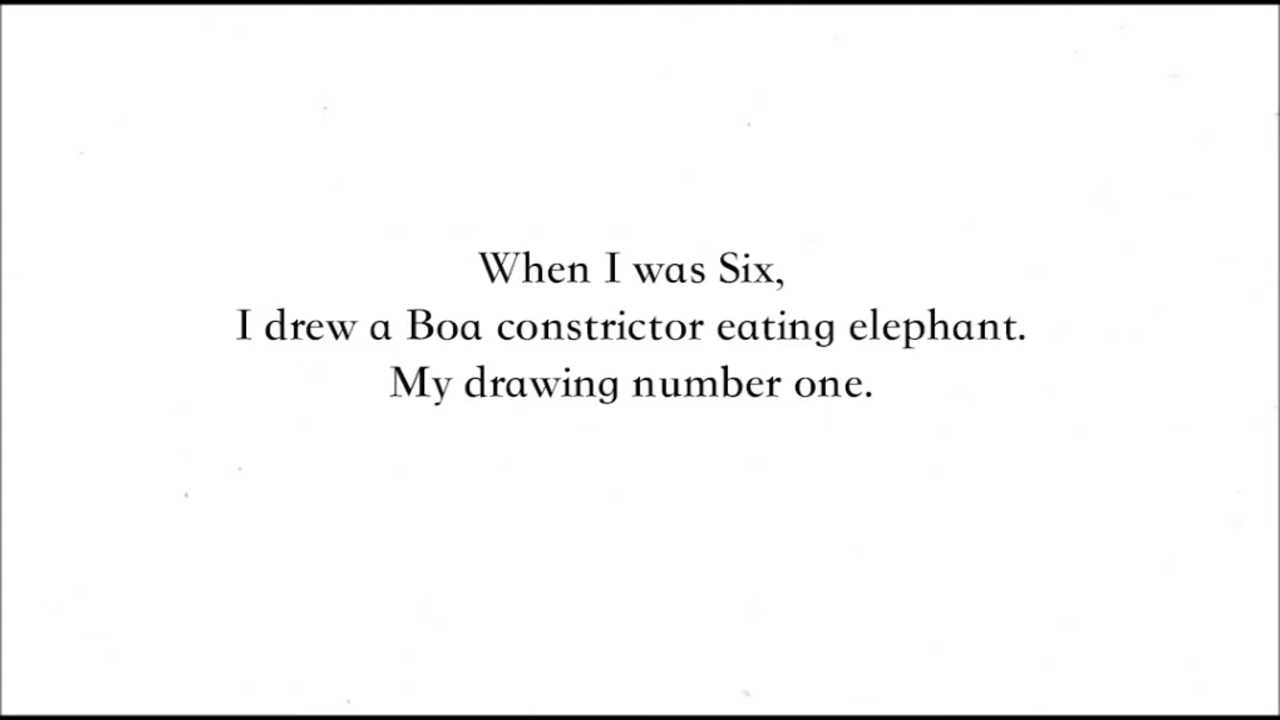 When I was Six,
I drew a Boa constrictor eating elephant.
My drawing number one.